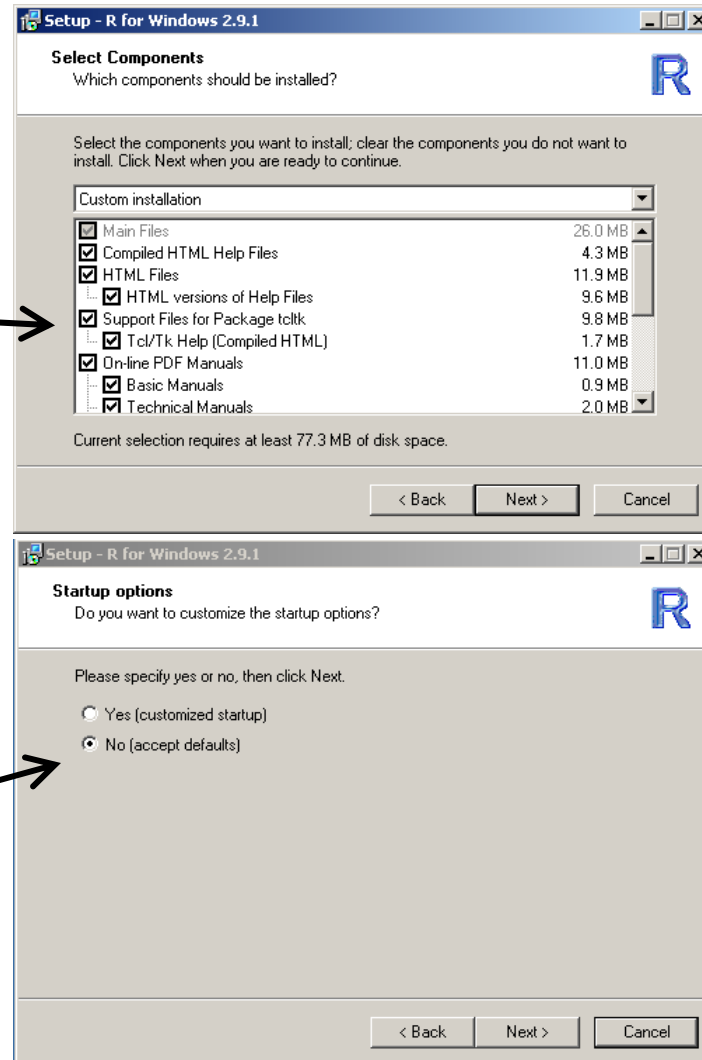 Setup - R for Windows 2.9.1
Select Components
Which components should be installed?
R
Select the components you want to install; clear the components you do not want to
install. Click Next when you are ready to continue.
Custom installation
Main Files 26.0 MB
Compiled HTML Help Files 4.3 MB
HTML Files 11.9 MB
HTML versions of Help Files 9.6 MB
Support Files for Package tcltk 9.8 MB
Tcl/Tk Help (Compiled HTML) 1.7 MB
On-line PDF Manuals 11.0 MB
Basic Manuals 0.9 MB
Technical Manuals 2.0 MB
Current selection requires at least 77.3 MB of disk space.
< Back Next > Cancel
Setup - R for Windows 2.9.1
Startup options
Do you want to customize the startup options?
R
Please specify yes or no, then click Next.
Yes (customized startup)
No (accept defaults)
< Back Next > Cancel